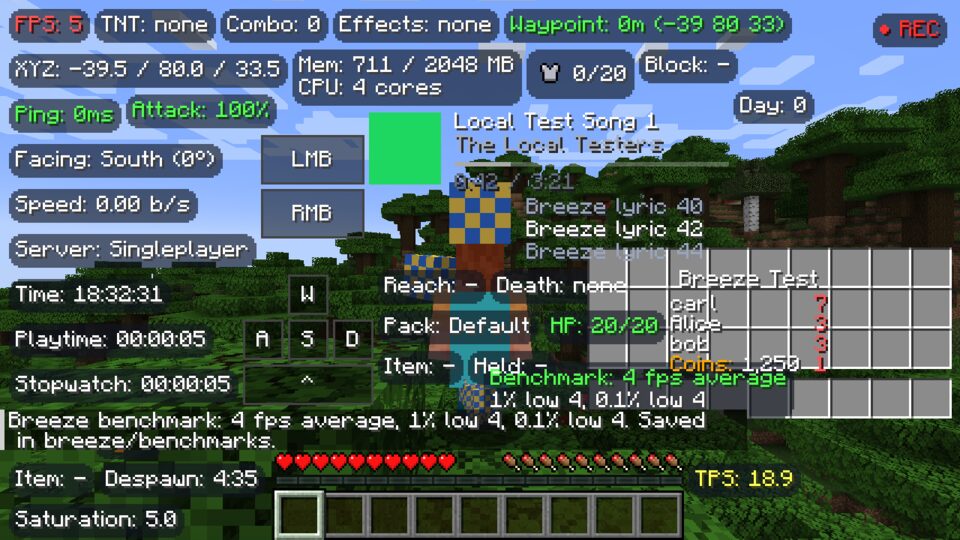 FPS: 5
TNT: none
Combo: 0
Effects: none
Waypoint: 0m (-39 80 33)
● REC
XYZ: -39.5 / 80.0 / 33.5
Mem: 711 / 2048 MB
CPU: 4 cores
0/20
Block: -
Ping: 0ms
Attack: 100%
Day: 0
Local Test Song 1
The Local Testers
0:42 / 3:21
Facing: South (0°)
LMB
RMB
Speed: 0.00 b/s
Breeze lyric 40
Breeze lyric 42
Breeze lyric 44
Server: Singleplayer
Time: 18:32:31
W
Reach: -
Death: none
Breeze Test
carl 7
Alice 3
bob 3
Coins: 1,250 1
Playtime: 00:00:05
A
S
D
Pack: Default
HP: 20/20
Stopwatch: 00:00:05
^
Item: -
Held: -
Benchmark: 4 fps average
1% low 4, 0.1% low 4
Breeze benchmark: 4 fps average, 1% low 4, 0.1% low 4. Saved
in breeze/benchmarks.
Item: -
Despawn: 4:35
TPS: 18.9
Saturation: 5.0